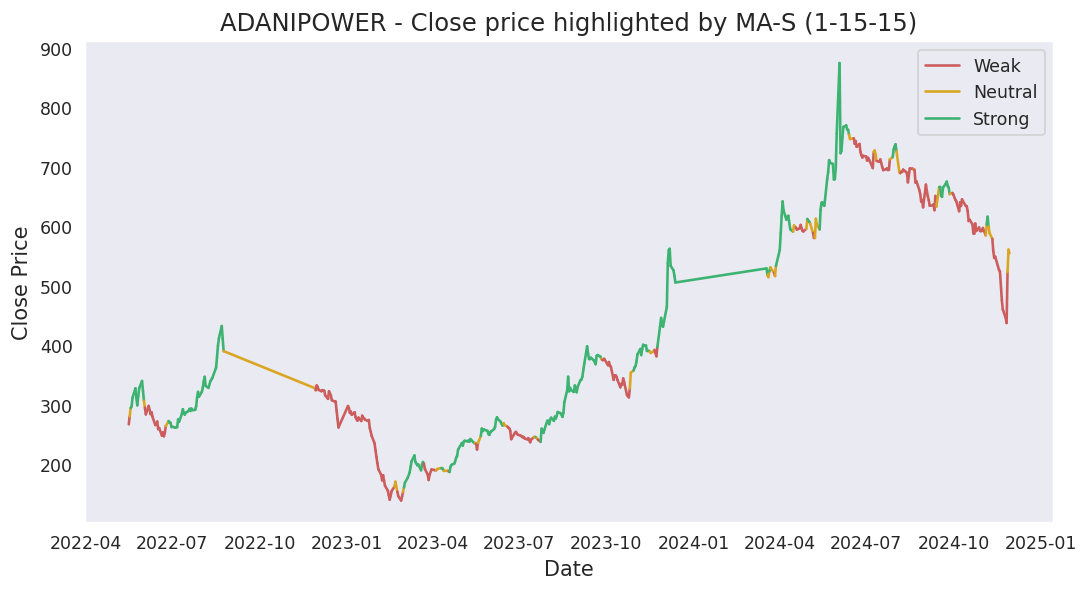 ADANIPOWER - Close price highlighted by MA-S (1-15-15)
Weak
Neutral
Strong
Close Price
900
800
700
600
500
400
300
200
2022-04 2022-07 2022-10 2023-01 2023-04 2023-07 2023-10 2024-01 2024-04 2024-07 2024-10 2025-01
Date